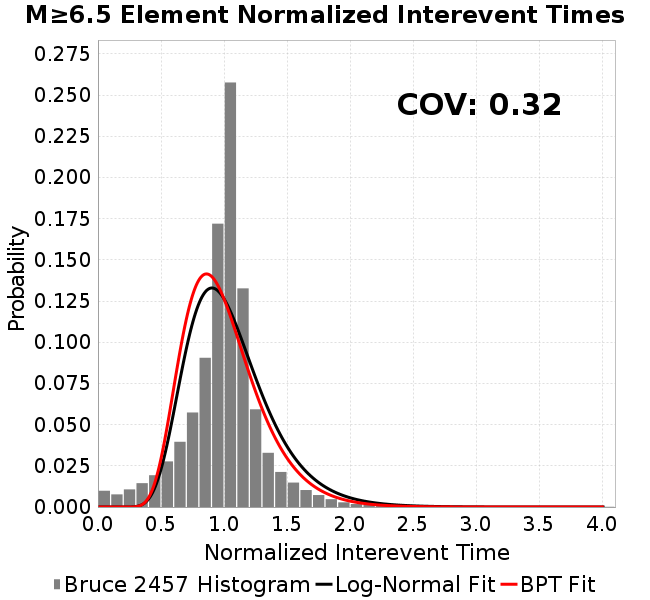 M≥6.5 Element Normalized Interevent Times
COV: 0.32
Probability
0.275
0.250
0.225
0.200
0.175
0.150
0.125
0.100
0.075
0.050
0.025
0.000
0.0 0.5 1.0 1.5 2.0 2.5 3.0 3.5 4.0
Normalized Interevent Time
Bruce 2457 Histogram Log-Normal Fit BPT Fit